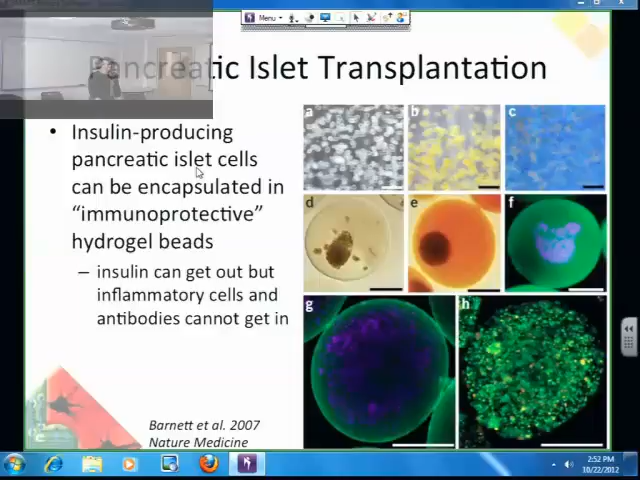 Menu
Pancreatic Islet Transplantation
• Insulin-producing
pancreatic islet cells
can be encapsulated in
“immunoprotective”
hydrogel beads
– insulin can get out but
inflammatory cells and
antibodies cannot get in
a
b
c
d
e
f
g
h
Barnett et al. 2007
Nature Medicine
2:52 PM
10/22/2012